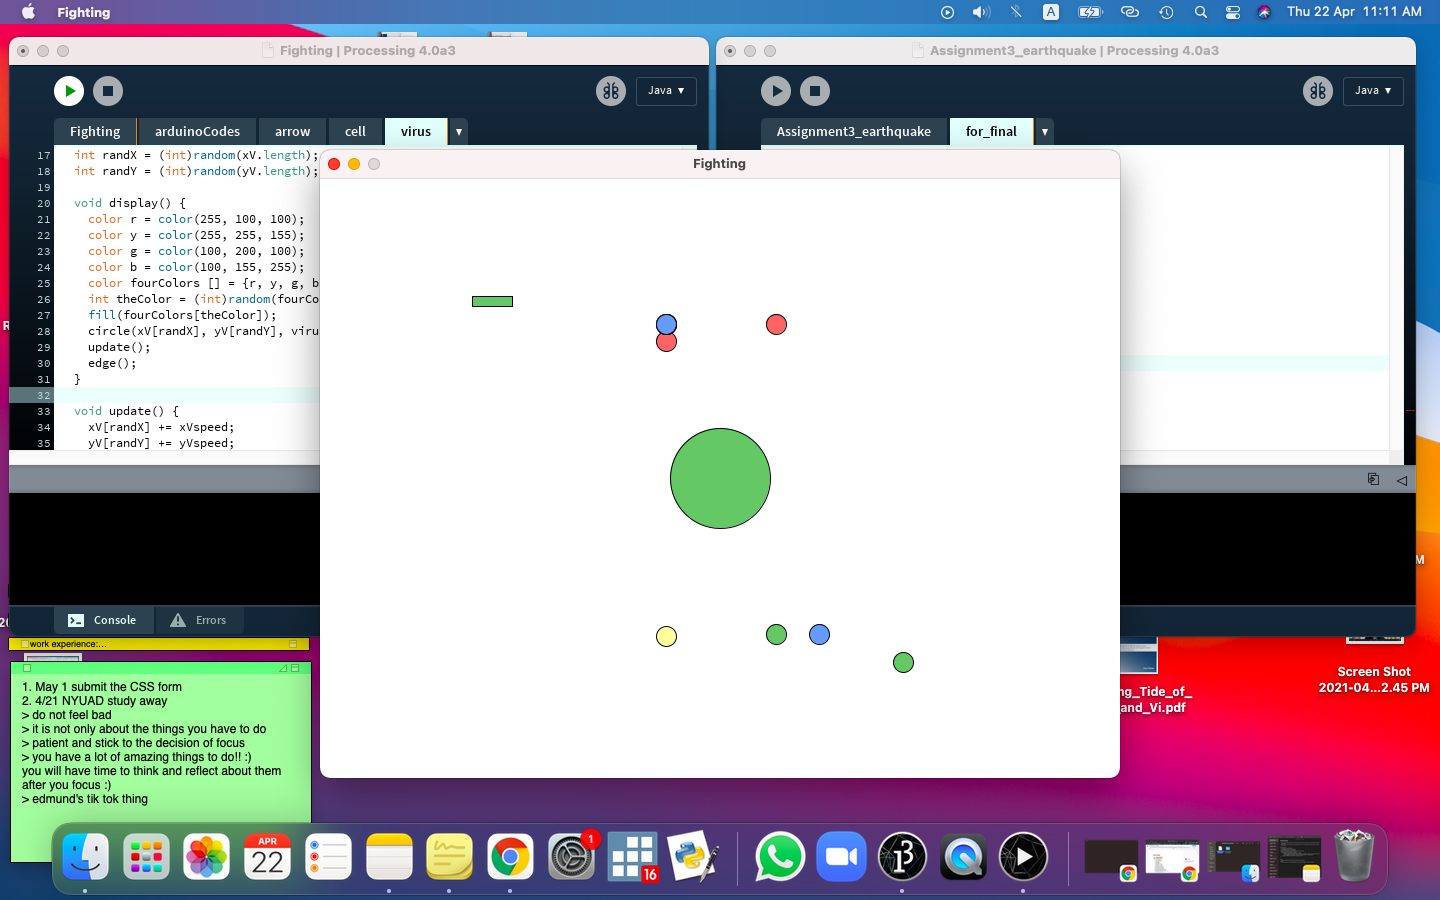 Fighting
A
Thu 22 Apr 11:11 AM
Fighting | Processing 4.0a3
Java ▾
Fighting
arduinoCodes
arrow
cell
virus
▾
17 int randX = (int)random(xV.length);
18 int randY = (int)random(yV.length);
19
20 void display() {
21 color r = color(255, 100, 100);
22 color y = color(255, 255, 155);
23 color g = color(100, 200, 100);
24 color b = color(100, 155, 255);
25 color fourColors [] = {r, y, g, b
26 int theColor = (int)random(fourCo
27 fill(fourColors[theColor]);
28 circle(xV[randX], yV[randY], viru
29 update();
30 edge();
31 }
32
33 void update() {
34 xV[randX] += xVspeed;
35 yV[randY] += yVspeed;
Console
Errors
Assignment3_earthquake | Processing 4.0a3
Java ▾
Assignment3_earthquake
for_final
▾
Fighting
work experience:...
1. May 1 submit the CSS form
2. 4/21 NYUAD study away
> do not feel bad
> it is not only about the things you have to do
> patient and stick to the decision of focus
> you have a lot of amazing things to do!! :)
you will have time to think and reflect about them
after you focus :)
> edmund's tik tok thing
ng_Tide_of_
and_Vi.pdf
Screen Shot
2021-04...2.45 PM
M
APR
22
1
16
13